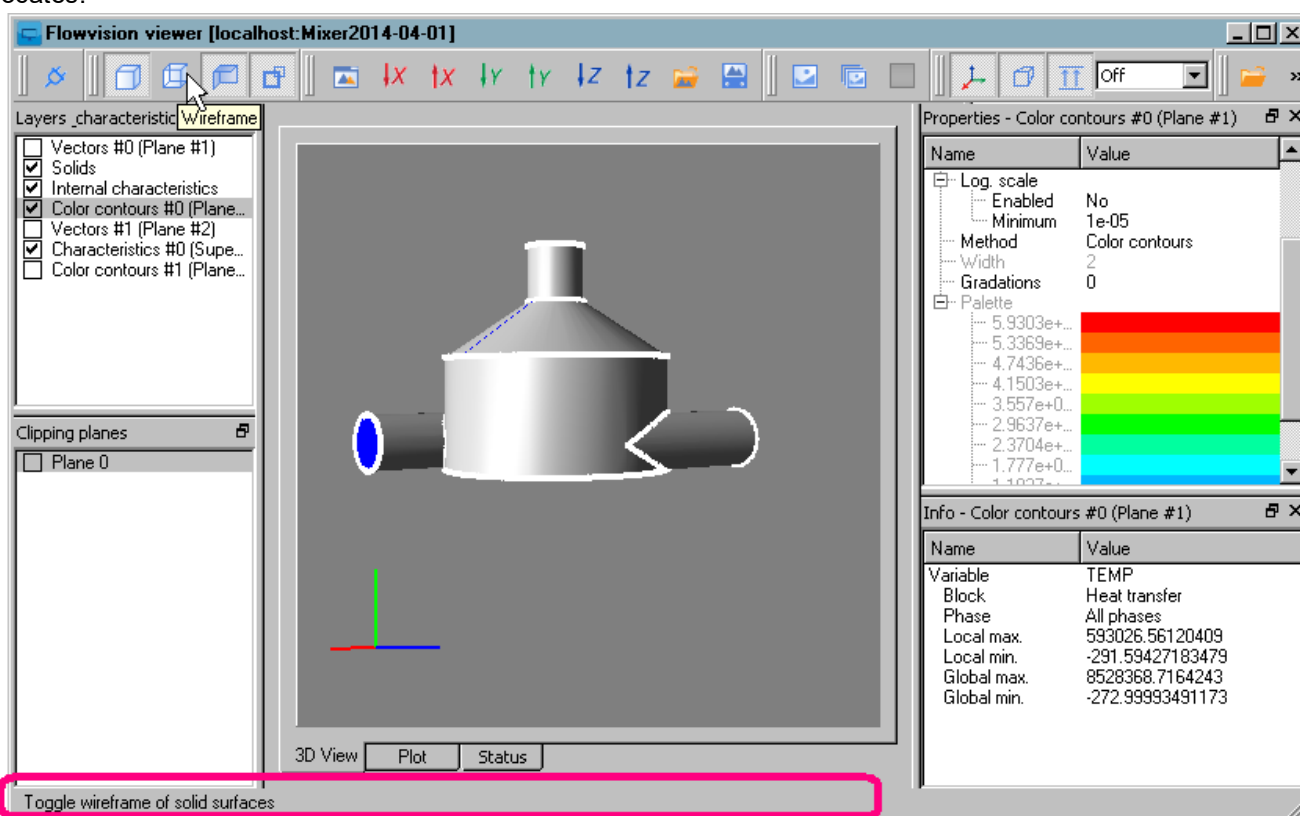 Flowvision viewer [localhost:Mixer2014-04-01]
X X Y Y Z Z Off »
Wireframe
Layers _characteristic
Vectors #0 (Plane #1)
Solids
Internal characteristics
Color contours #0 (Plane...
Vectors #1 (Plane #2)
Characteristics #0 (Supe...
Color contours #1 (Plane...
Clipping planes
Plane 0
3D View Plot Status
Properties - Color contours #0 (Plane #1)
Name Value
Log. scale
Enabled No
Minimum 1e-05
Method Color contours
Width 2
Gradations 0
Palette
5.9303e+...
5.3369e+...
4.7436e+...
4.1503e+...
3.557e+0...
2.9637e+...
2.3704e+...
1.777e+0...
Info - Color contours #0 (Plane #1)
Name Value
Variable TEMP
Block Heat transfer
Phase All phases
Local max. 593026.56120409
Local min. -291.59427183479
Global max. 8528368.7164243
Global min. -272.99993491173
Toggle wireframe of solid surfaces